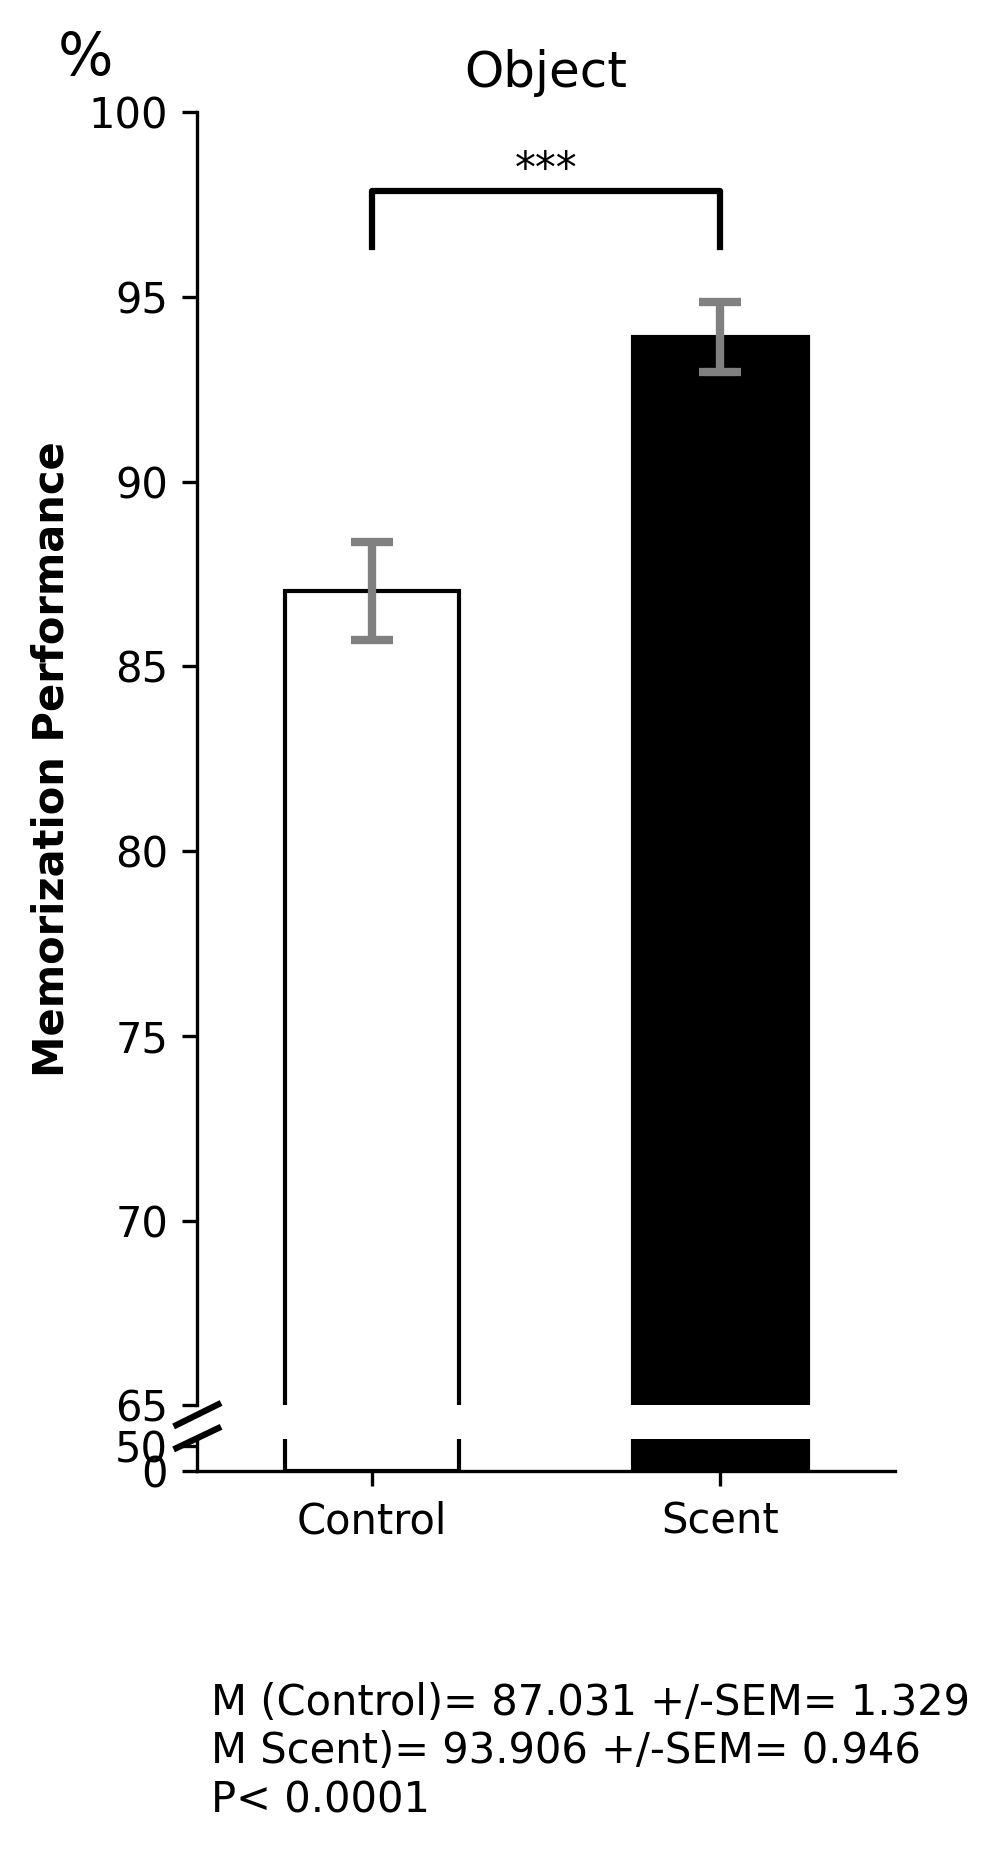 %
Object
100
***
95
90
85
80
75
70
65
50
0
Memorization Performance
Control
Scent
M (Control)= 87.031 +/-SEM= 1.329
M Scent)= 93.906 +/-SEM= 0.946
P< 0.0001